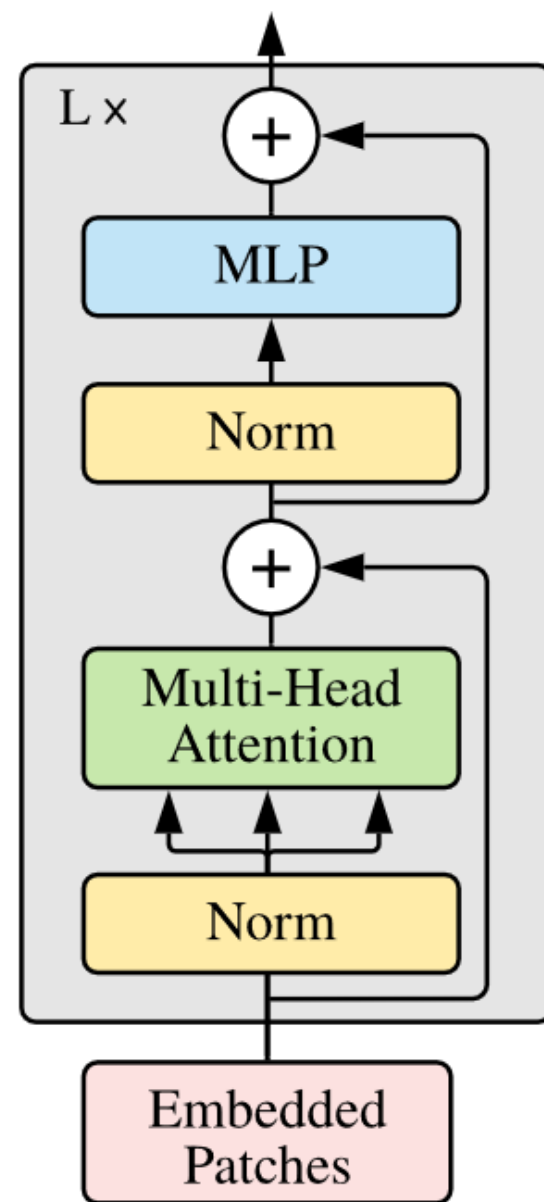 L x
+
MLP
Norm
+
Multi-Head
Attention
Norm
Embedded
Patches